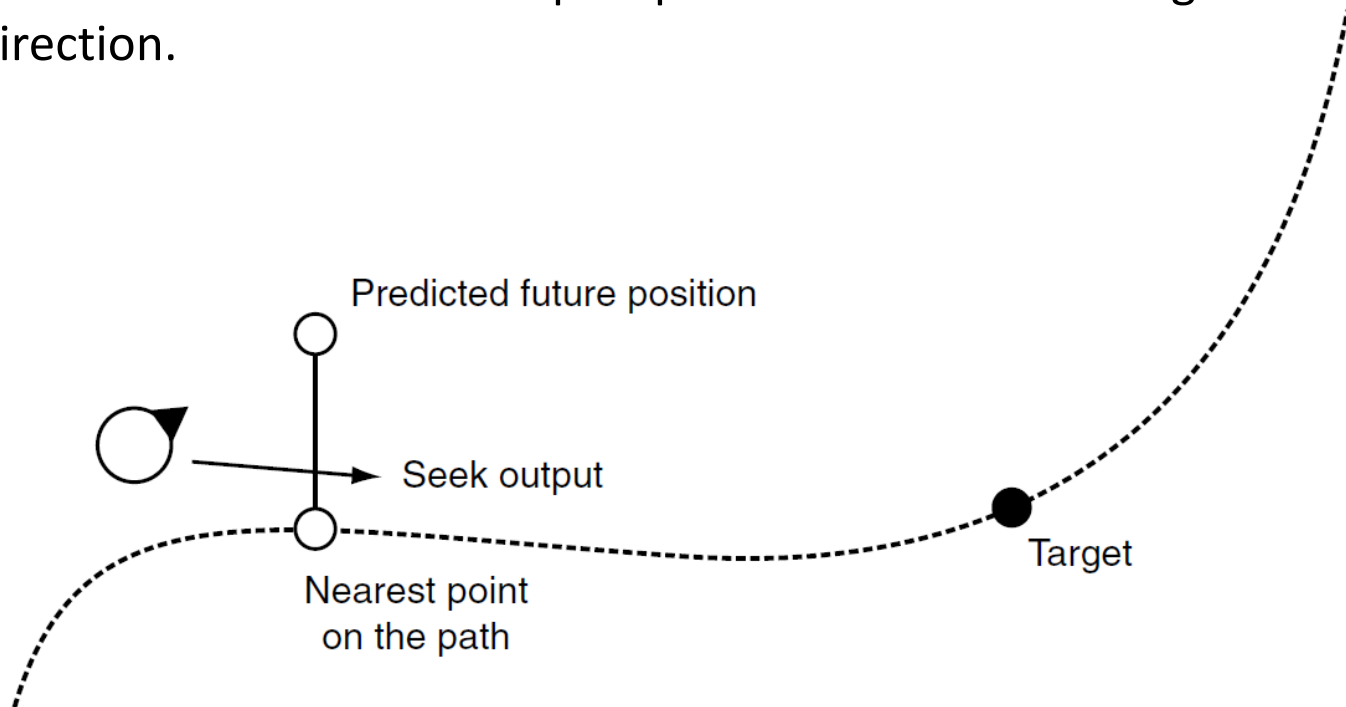 irection.
Predicted future position
Seek output
Target
Nearest point
on the path